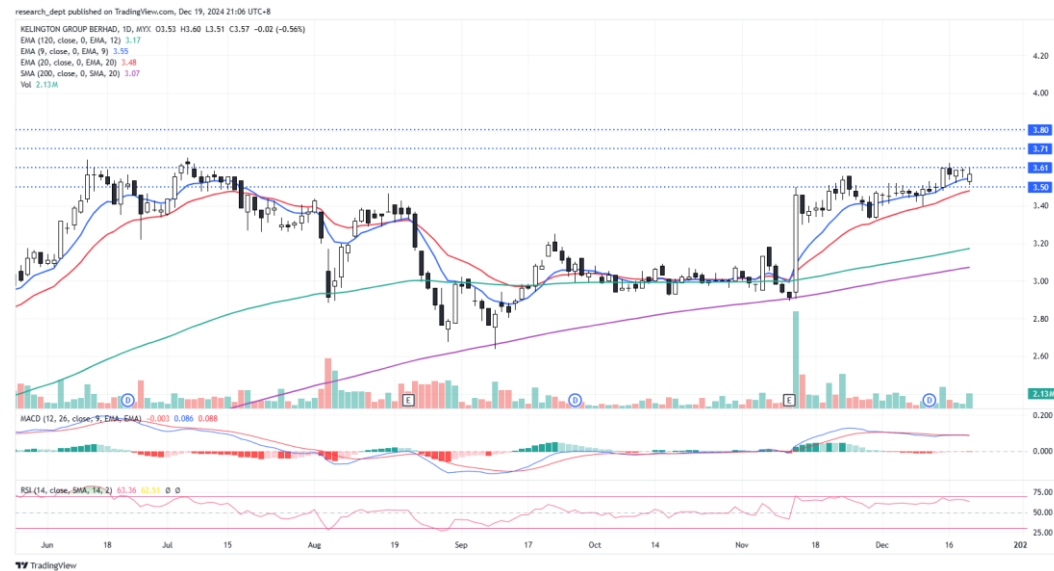 research_dept published on TradingView.com, Dec 19, 2024 21:06 UTC+8
KELINGTON GROUP BERHAD, 1D, MYX O3.53 H3.60 L3.51 C3.57 -0.02 (-0.56%)
EMA (120, close, 0, EMA, 12) 3.17
EMA (9, close, 0, EMA, 9) 3.55
EMA (20, close, 0, EMA, 20) 3.48
SMA (200, close, 0, SMA, 20) 3.07
Vol 2.13M
4.20
4.00
3.80
3.71
3.61
3.50
3.40
3.20
3.00
2.80
2.60
2.13M
D E D E D
MACD (12, 26, close, 9, EMA, EMA) -0.003 0.086 0.088
0.200
0.000
RSI (14, close, SMA, 14, 2) 63.36 62.51 Ø Ø
75.00
50.00
25.00
Jun 18 Jul 15 Aug 19 Sep 17 Oct 14 Nov 18 Dec 16 202
TradingView